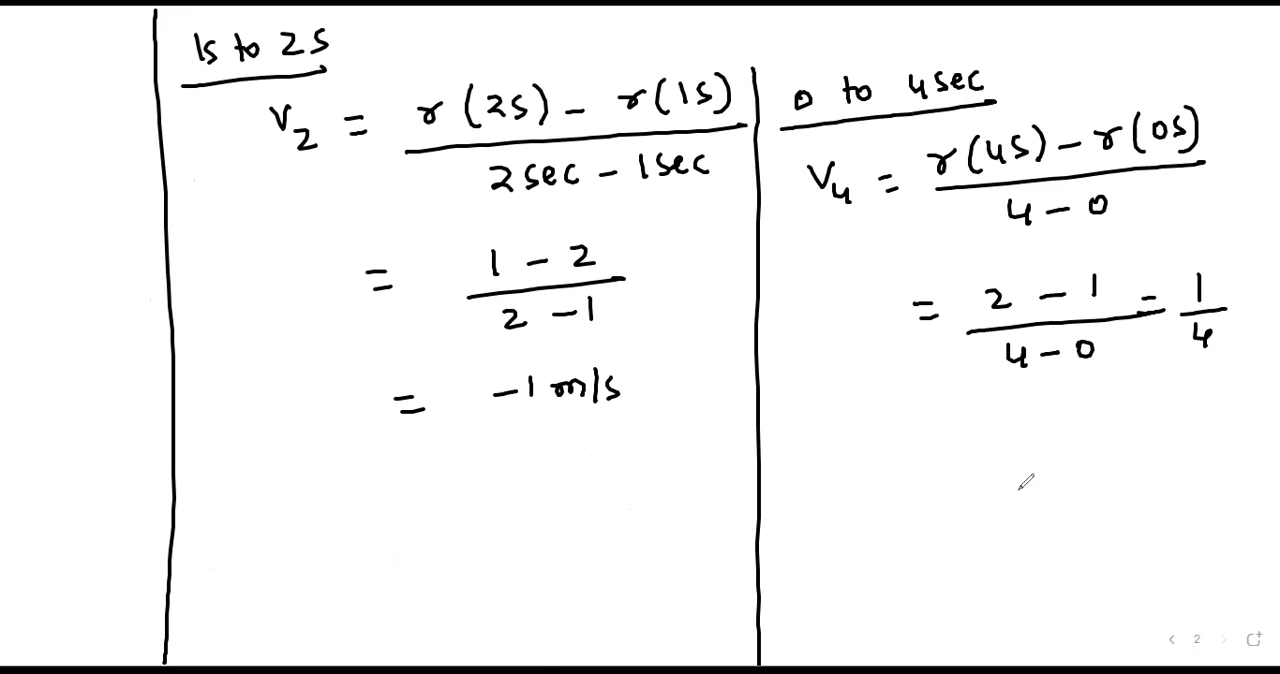 1s to 2s
V2 = r(2s) - r(1s)
2sec - 1sec
= 1 - 2
2 - 1
= -1 m/s
0 to 4sec
V4 = r(4s) - r(0s)
4 - 0
= 2 - 1 = 1
4 - 0 4
< 2 >